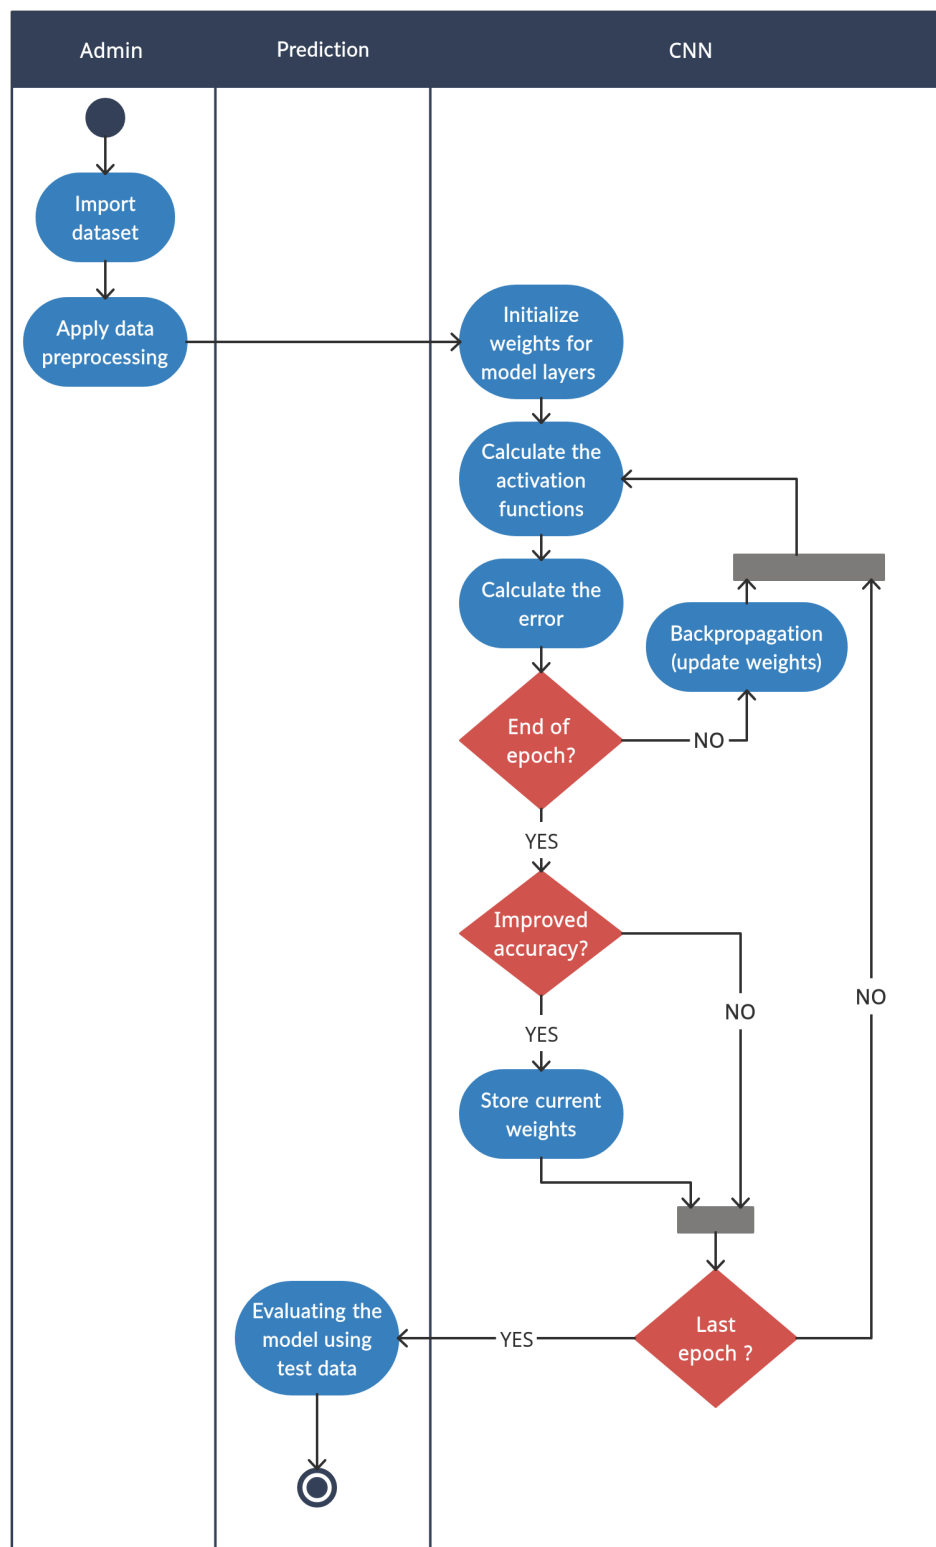 Admin
Prediction
CNN
Import
dataset
Apply data
preprocessing
Initialize
weights for
model layers
Calculate the
activation
functions
Calculate the
error
Backpropagation
(update weights)
End of
epoch?
NO
YES
Improved
accuracy?
NO
NO
YES
Store current
weights
Evaluating the
model using
test data
YES
Last
epoch ?